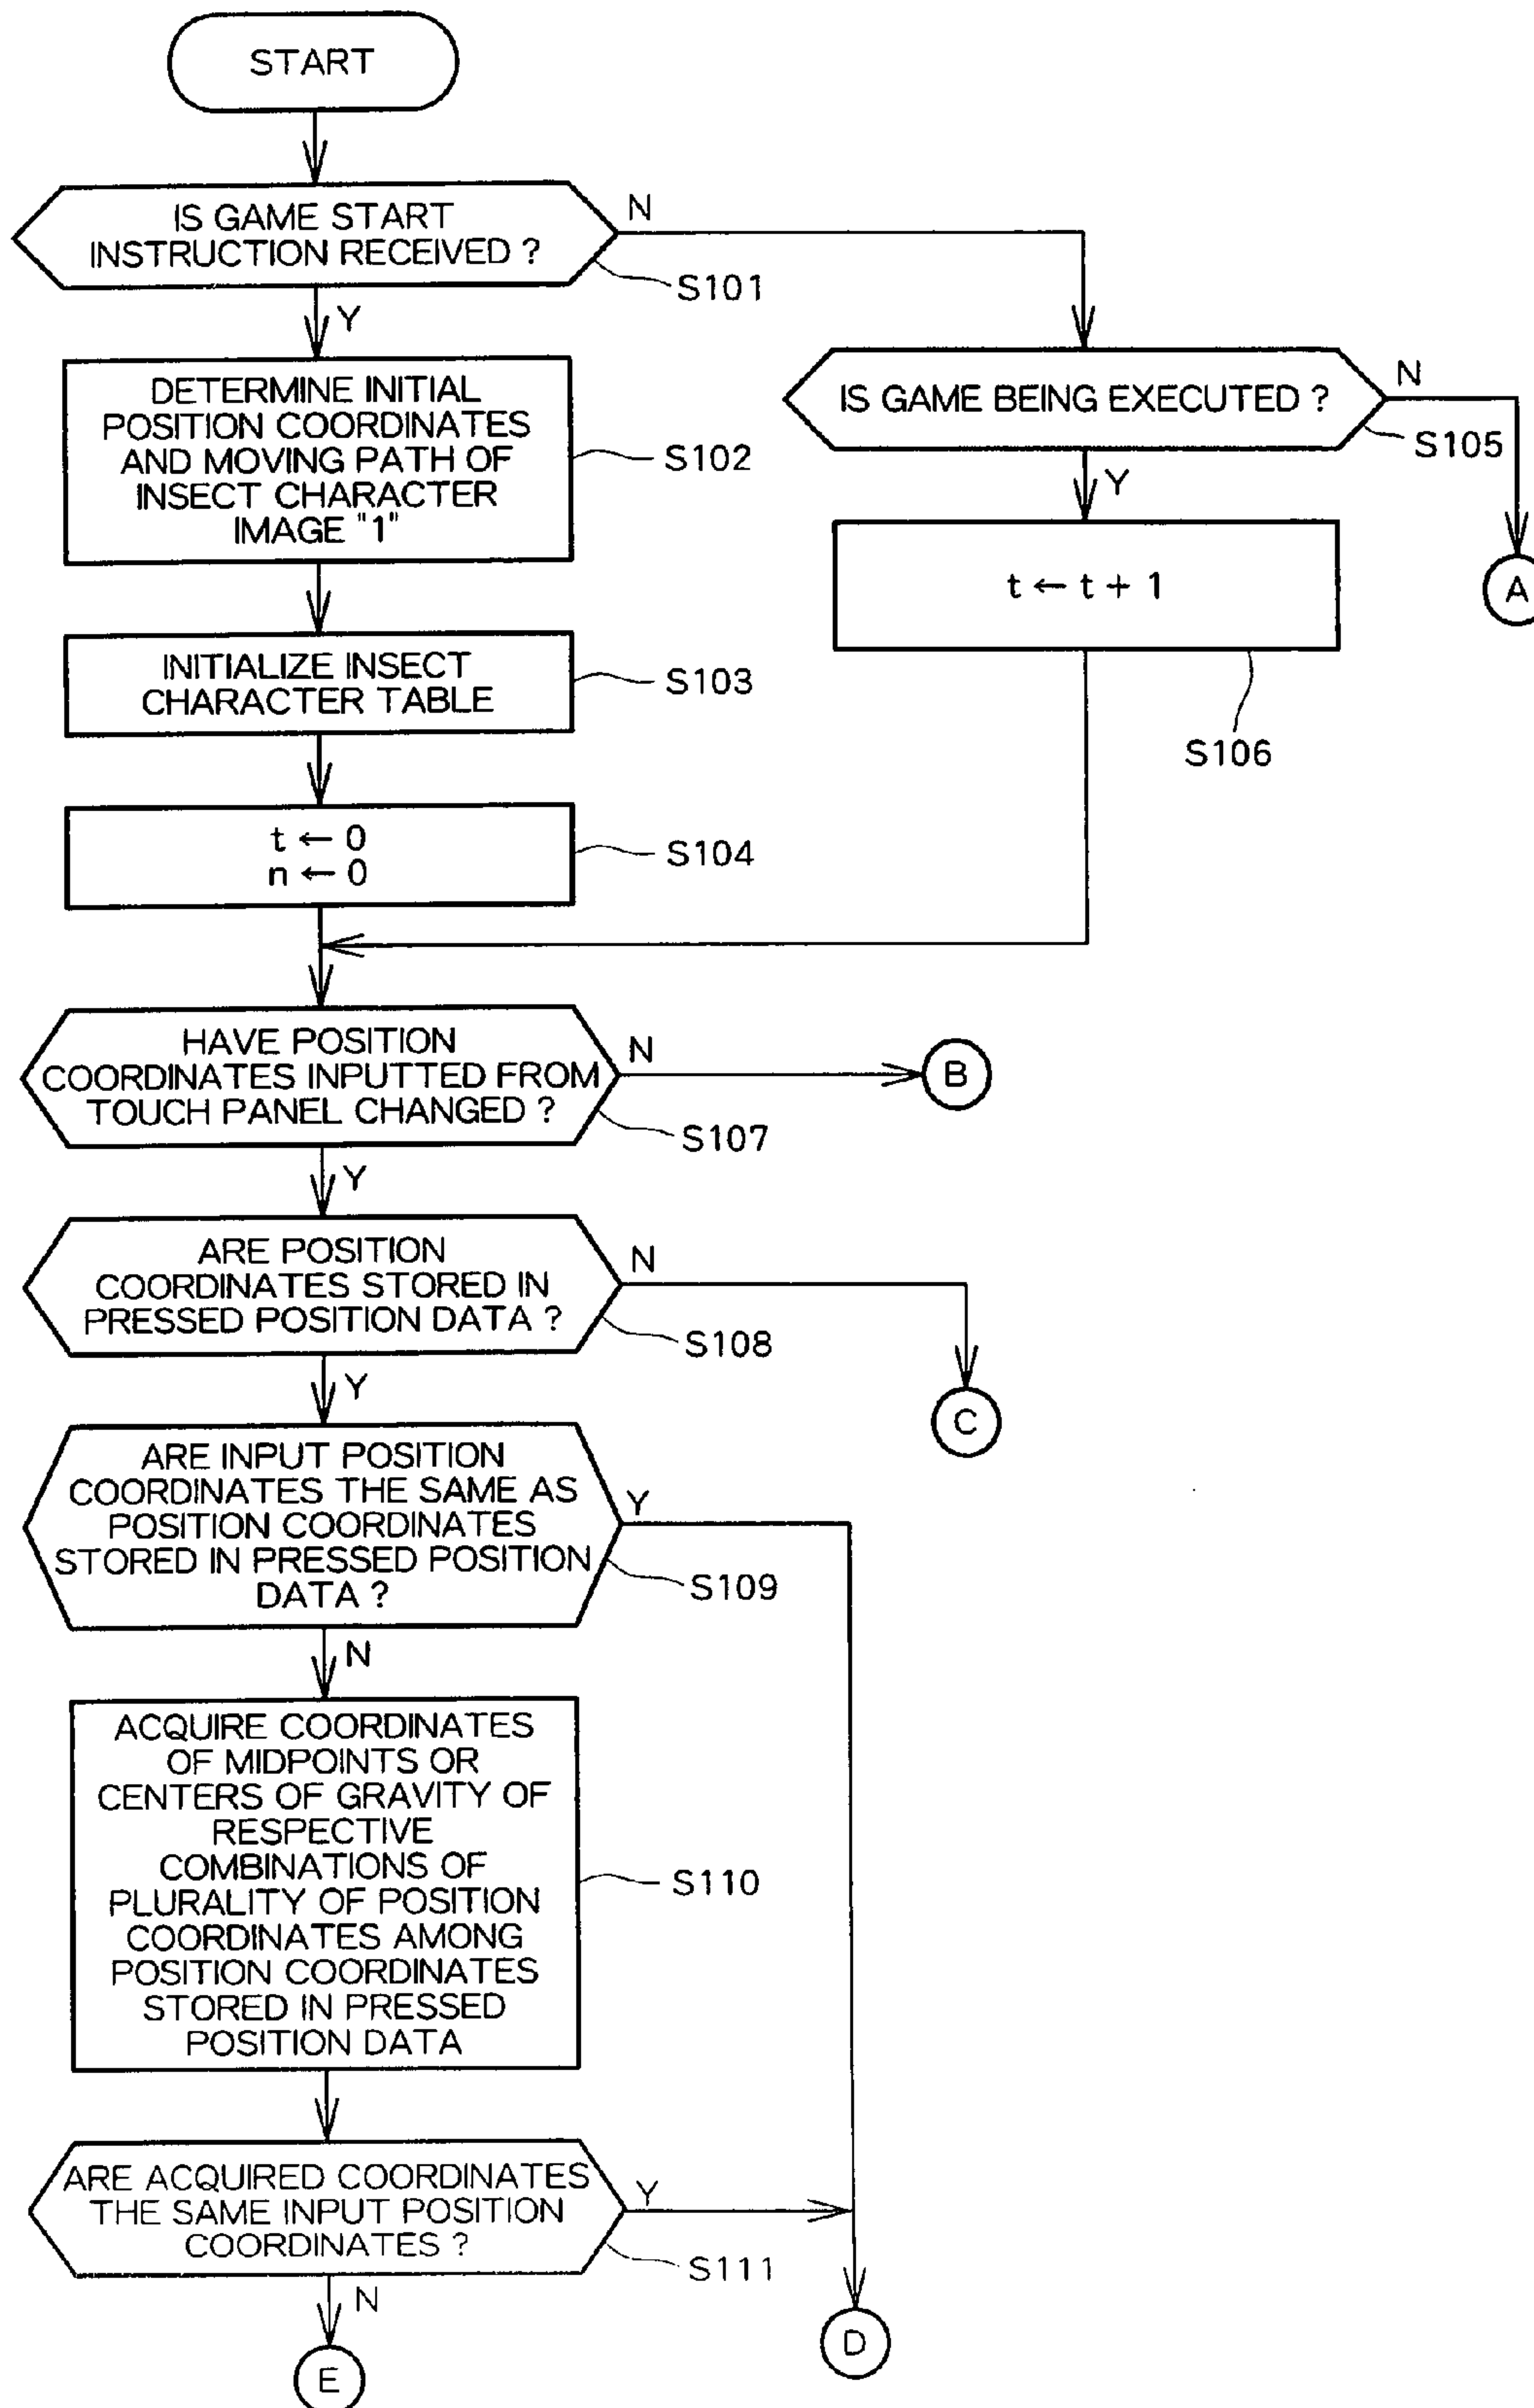 START
IS GAME START
INSTRUCTION RECEIVED ?
N
S101
Y
DETERMINE INITIAL
POSITION COORDINATES
AND MOVING PATH OF
INSECT CHARACTER
IMAGE "1"
S102
IS GAME BEING EXECUTED ?
N
S105
Y
t ← t + 1
A
S106
INITIALIZE INSECT
CHARACTER TABLE
S103
t ← 0
n ← 0
S104
HAVE POSITION
COORDINATES INPUTTED FROM
TOUCH PANEL CHANGED ?
N
B
S107
Y
ARE POSITION
COORDINATES STORED IN
PRESSED POSITION DATA ?
N
S108
C
Y
ARE INPUT POSITION
COORDINATES THE SAME AS
POSITION COORDINATES
STORED IN PRESSED POSITION
DATA ?
Y
S109
N
ACQUIRE COORDINATES
OF MIDPOINTS OR
CENTERS OF GRAVITY OF
RESPECTIVE
COMBINATIONS OF
PLURALITY OF POSITION
COORDINATES AMONG
POSITION COORDINATES
STORED IN PRESSED
POSITION DATA
S110
ARE ACQUIRED COORDINATES
THE SAME INPUT POSITION
COORDINATES ?
Y
S111
N
D
E